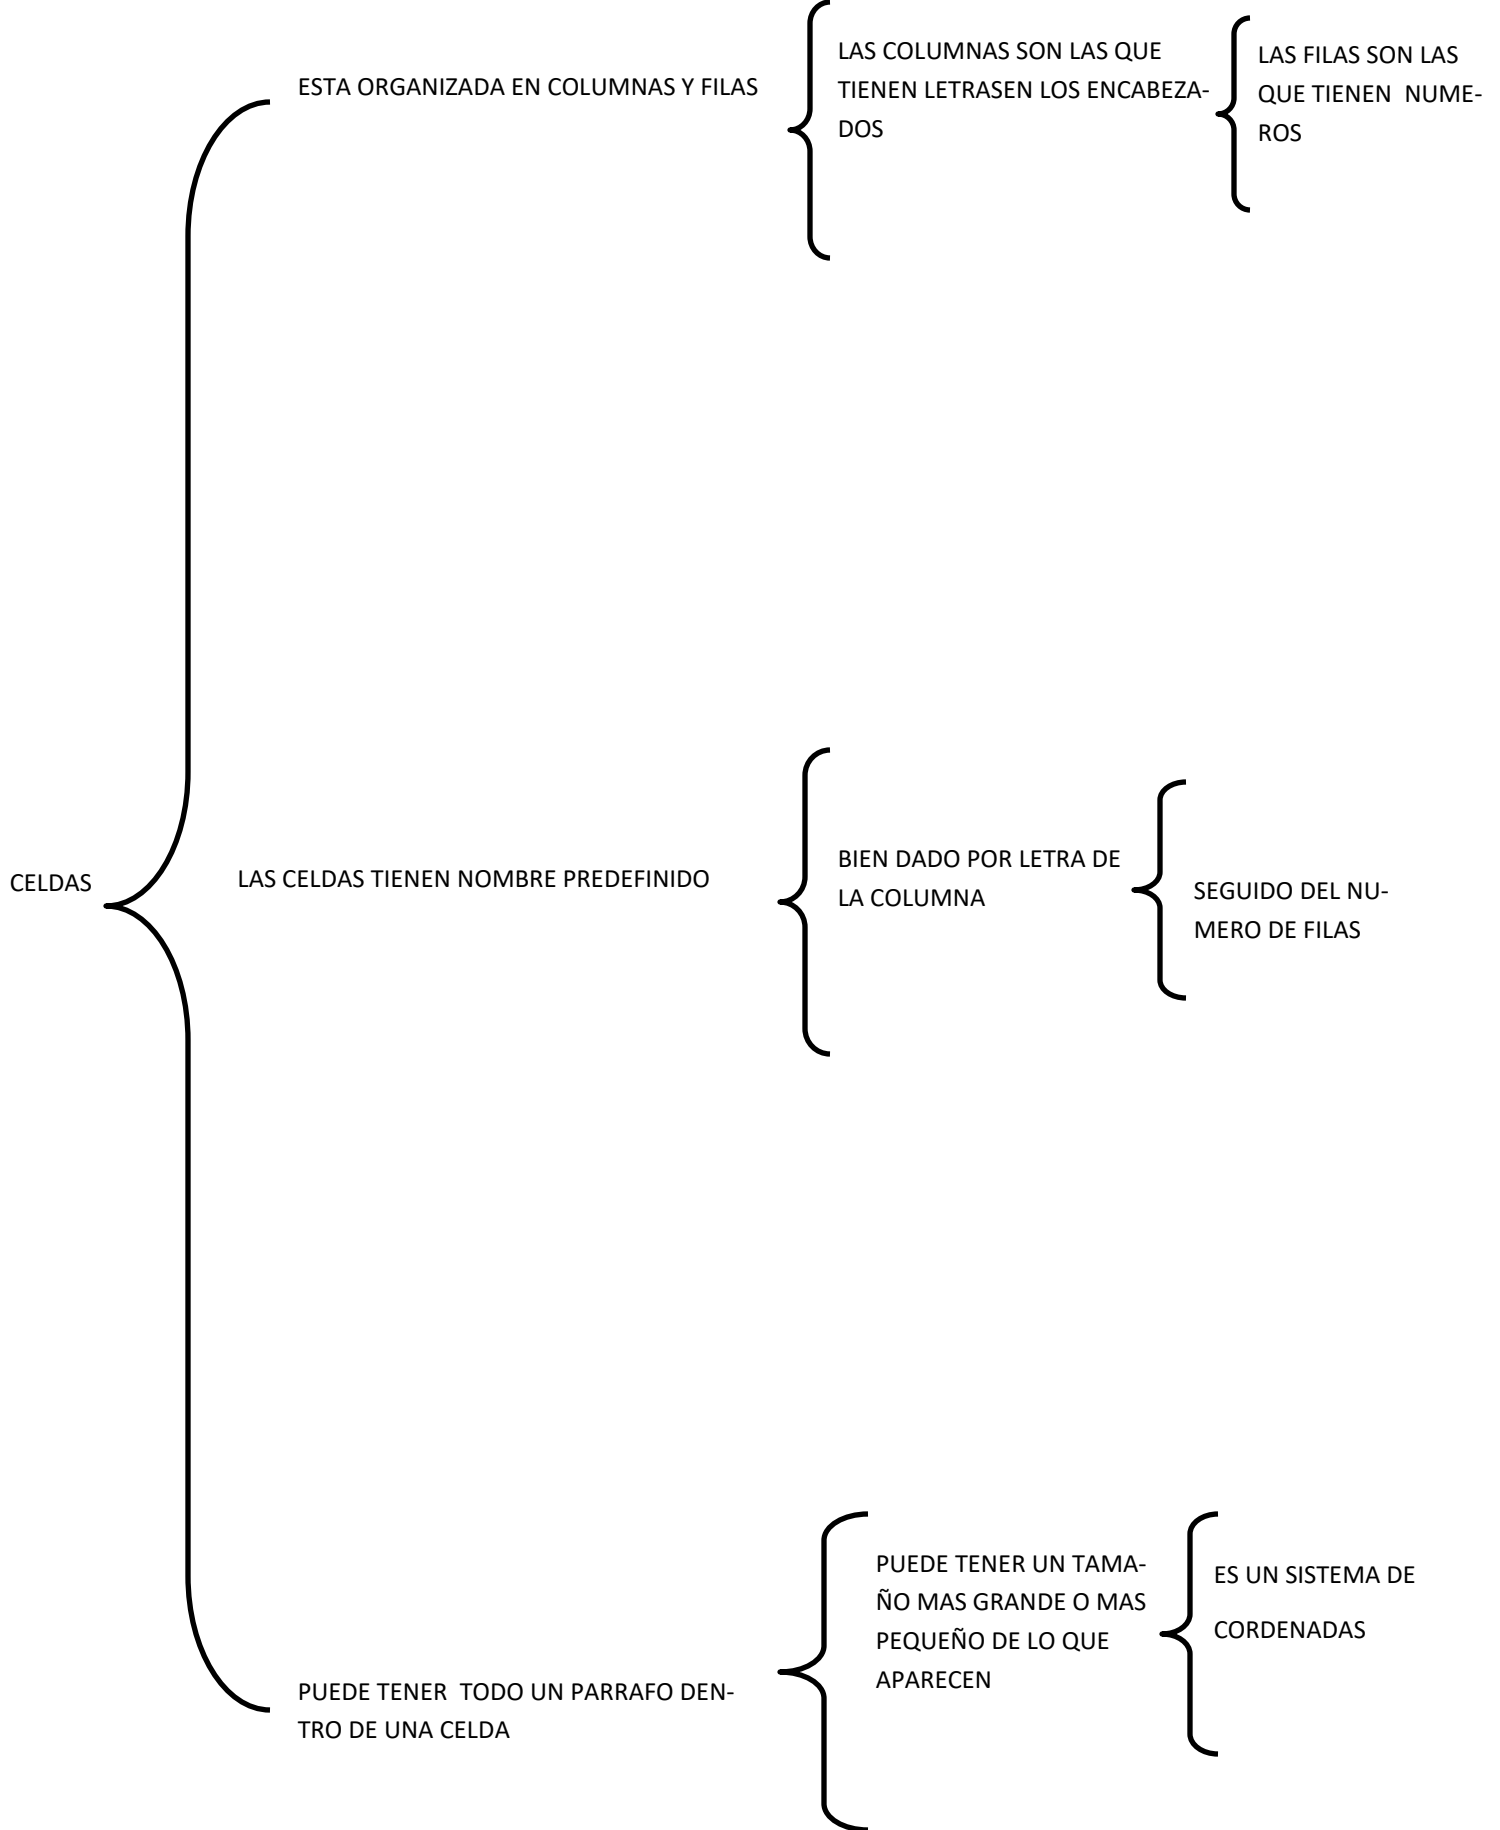 ESTA ORGANIZADA EN COLUMNAS Y FILAS
LAS COLUMNAS SON LAS QUE
TIENEN LETRASEN LOS ENCABEZA-
DOS
LAS FILAS SON LAS
QUE TIENEN  NUME-
ROS
CELDAS
LAS CELDAS TIENEN NOMBRE PREDEFINIDO
BIEN DADO POR LETRA DE
LA COLUMNA
SEGUIDO DEL NU-
MERO DE FILAS
PUEDE TENER  TODO UN PARRAFO DEN-
TRO DE UNA CELDA
PUEDE TENER UN TAMA-
ÑO MAS GRANDE O MAS
PEQUEÑO DE LO QUE
APARECEN
ES UN SISTEMA DE
CORDENADAS